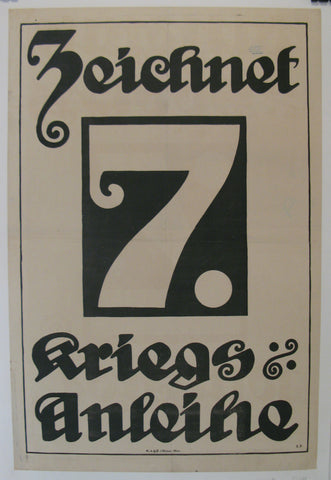 Zeichnet
7.
Kriegs
Anleihe